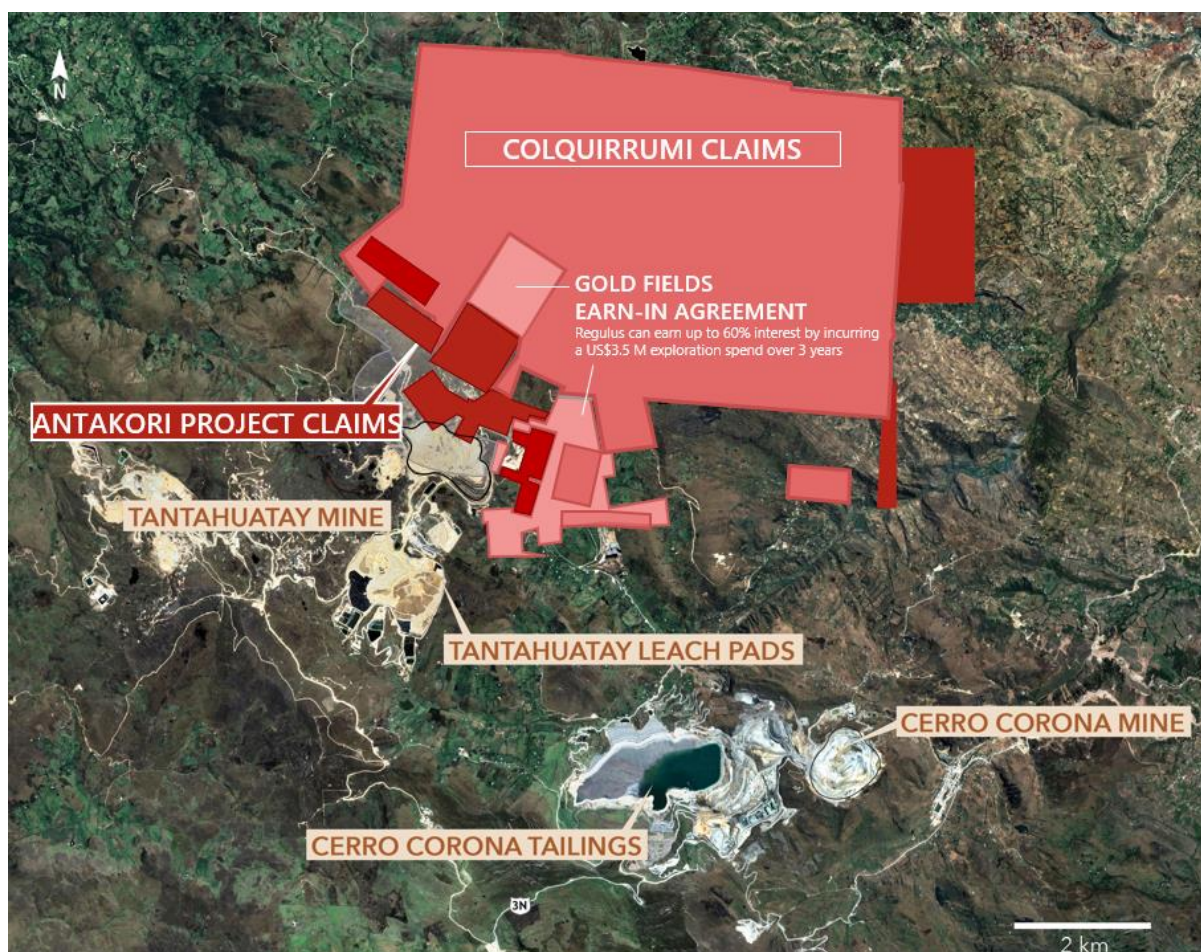 N
COLQUIRRUMI CLAIMS
GOLD FIELDS
EARN-IN AGREEMENT
Regulus can earn up to 60% interest by incurring
a US$3.5 M exploration spend over 3 years
ANTAKORI PROJECT CLAIMS
TANTAHUATAY MINE
TANTAHUATAY LEACH PADS
CERRO CORONA MINE
CERRO CORONA TAILINGS
3N
2 km